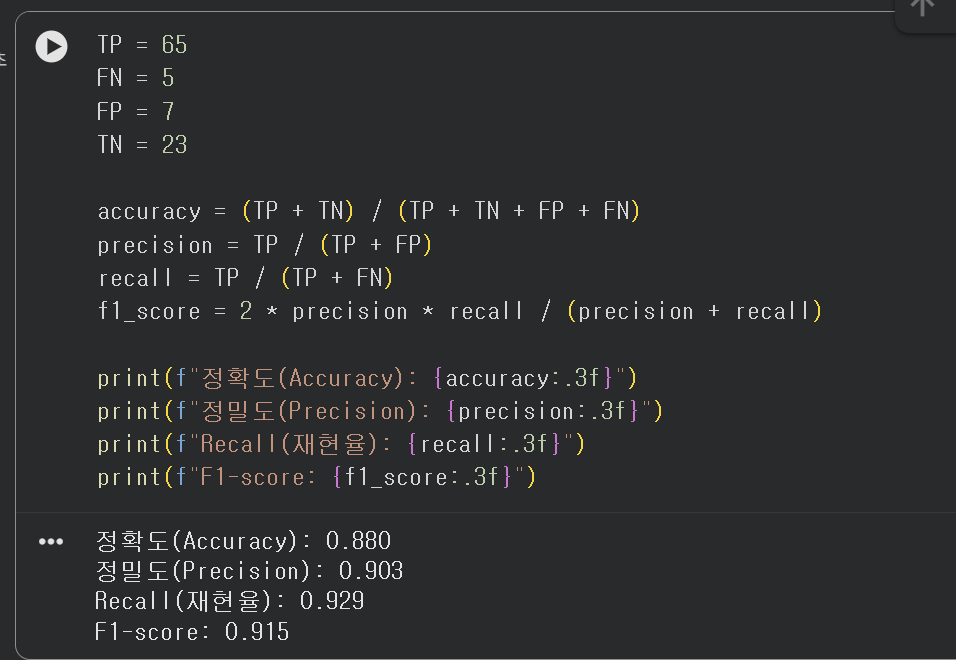 TP = 65
FN = 5
FP = 7
TN = 23
accuracy = (TP + TN) / (TP + TN + FP + FN)
precision = TP / (TP + FP)
recall = TP / (TP + FN)
f1_score = 2 * precision * recall / (precision + recall)
print(f"정확도(Accuracy): {accuracy:.3f}")
print(f"정밀도(Precision): {precision:.3f}")
print(f"Recall(재현율): {recall:.3f}")
print(f"F1-score: {f1_score:.3f}")
정확도(Accuracy): 0.880
정밀도(Precision): 0.903
Recall(재현율): 0.929
F1-score: 0.915